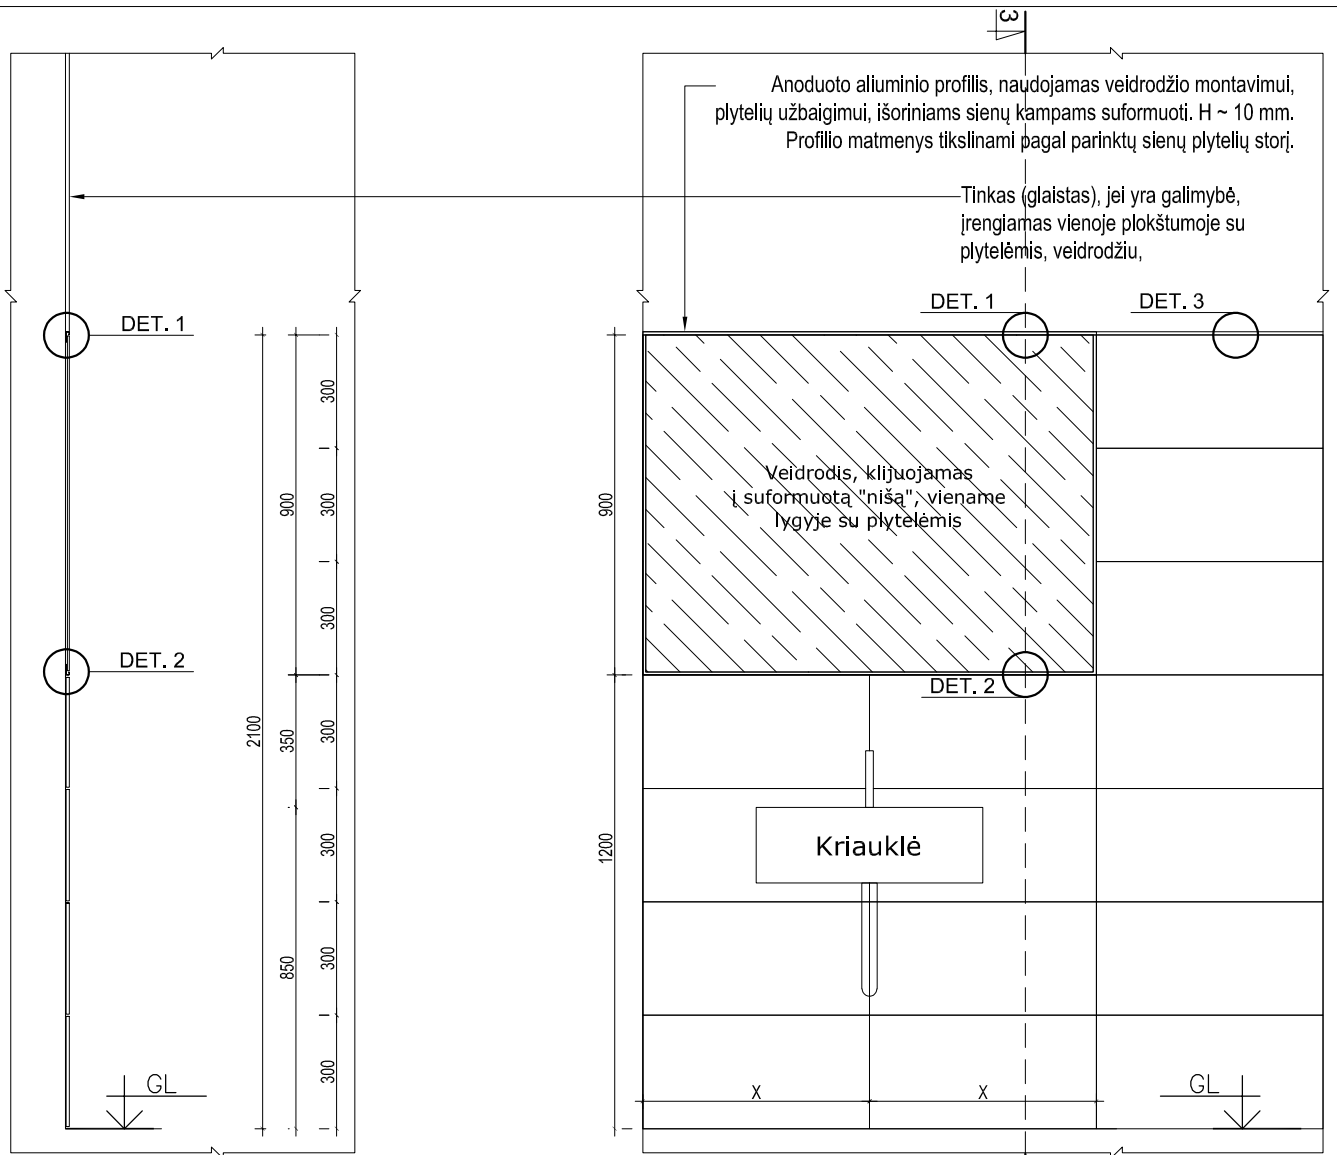 3
Anoduoto aliuminio profilis, naudojamas veidrodžio montavimui,
plytelių užbaigimui, išoriniams sienų kampams suformuoti. H ~ 10 mm.
Profilio matmenys tikslinami pagal parinktų sienų plytelių storį.
Tinkas (glaistas), jei yra galimybė,
įrengiamas vienoje plokštumoje su
plytelėmis, veidrodžiu,
DET. 1
DET. 1
DET. 3
300
300
300
900
900
Veidrodis, klijuojamas
į suformuotą "nišą", viename
lygyje su plytelėmis
DET. 2
DET. 2
2100
350
850
300
300
300
300
1200
Kriauklė
X
X
GL
GL